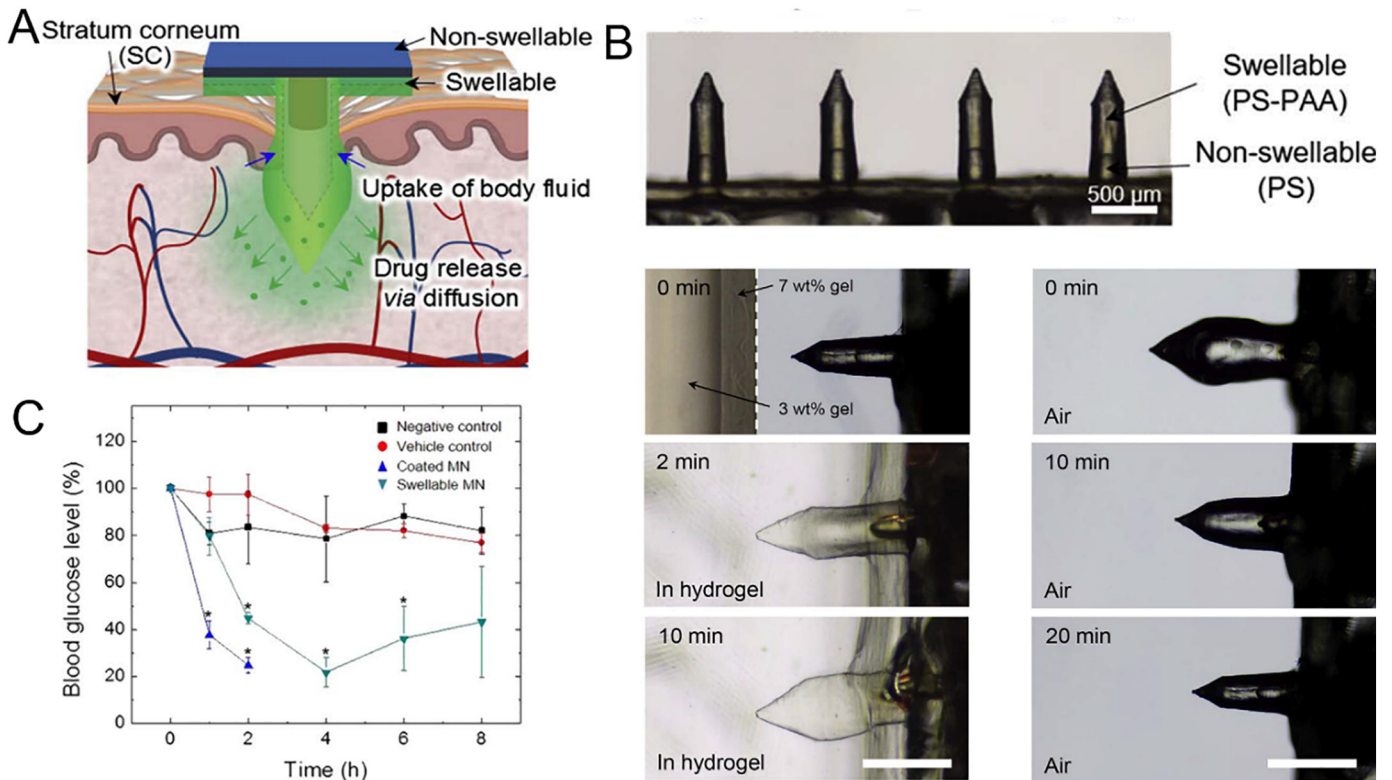 A
Stratum corneum
(SC)
Non-swellable
Swellable
Uptake of body fluid
Drug release
via diffusion
B
Swellable
(PS-PAA)
Non-swellable
(PS)
500 μm
0 min
7 wt% gel
3 wt% gel
2 min
In hydrogel
10 min
In hydrogel
0 min
Air
10 min
Air
20 min
Air
C
Blood glucose level (%)
120
100
80
60
40
20
0
Negative control
Vehicle control
Coated MN
Swellable MN
*
*
*
*
*
0
2
4
6
8
Time (h)